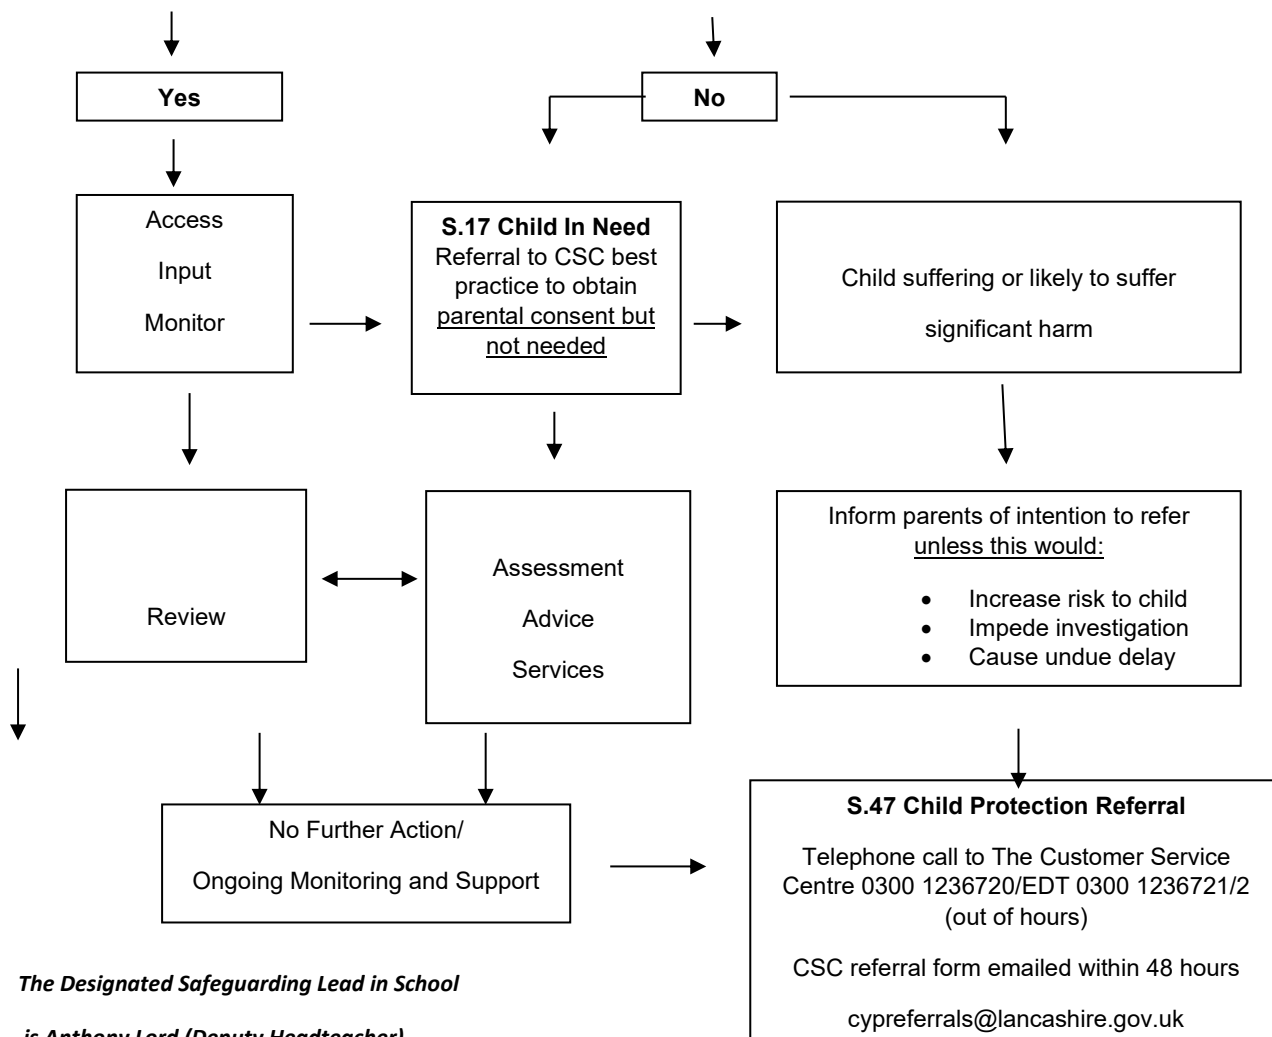 Yes
No
Access
Input
Monitor
S.17 Child In Need
Referral to CSC best
practice to obtain
parental consent but
not needed
Child suffering or likely to suffer
significant harm
Review
Assessment
Advice
Services
Inform parents of intention to refer
unless this would:
• Increase risk to child
• Impede investigation
• Cause undue delay
No Further Action/
Ongoing Monitoring and Support
S.47 Child Protection Referral
Telephone call to The Customer Service
Centre 0300 1236720/EDT 0300 1236721/2
(out of hours)
CSC referral form emailed within 48 hours
cypreferrals@lancashire.gov.uk
The Designated Safeguarding Lead in School
is Anthony Lord (Deputy Headteacher)